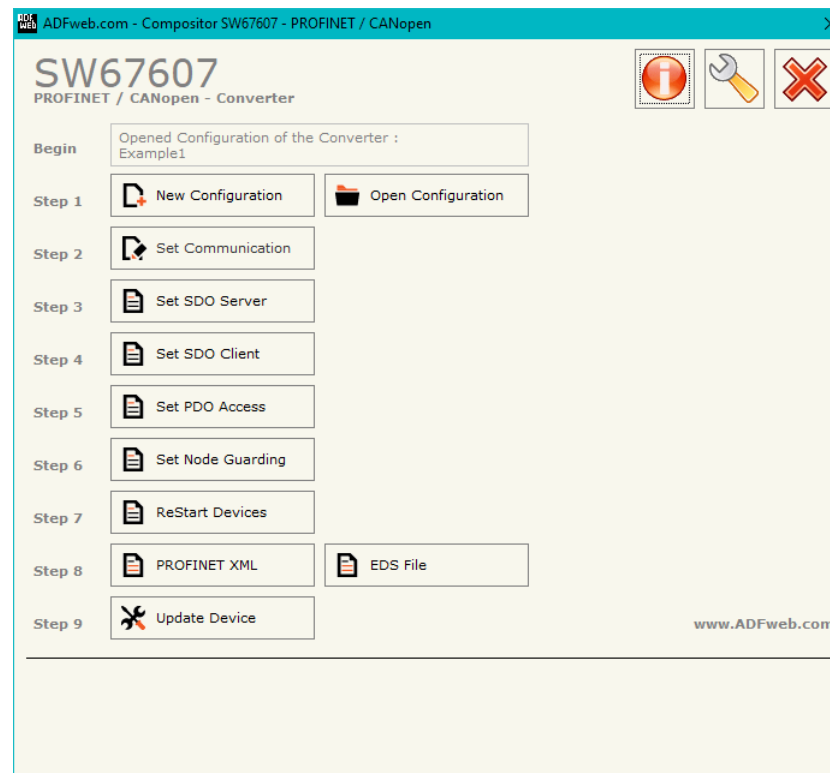 ADF
WEB
ADFweb.com - Compositor SW67607 - PROFINET / CANopen
SW67607
PROFINET / CANopen - Converter
Begin
Opened Configuration of the Converter :
Example1
Step 1
New Configuration
Open Configuration
Step 2
Set Communication
Step 3
Set SDO Server
Step 4
Set SDO Client
Step 5
Set PDO Access
Step 6
Set Node Guarding
Step 7
ReStart Devices
Step 8
PROFINET XML
EDS File
Step 9
Update Device
www.ADFweb.com